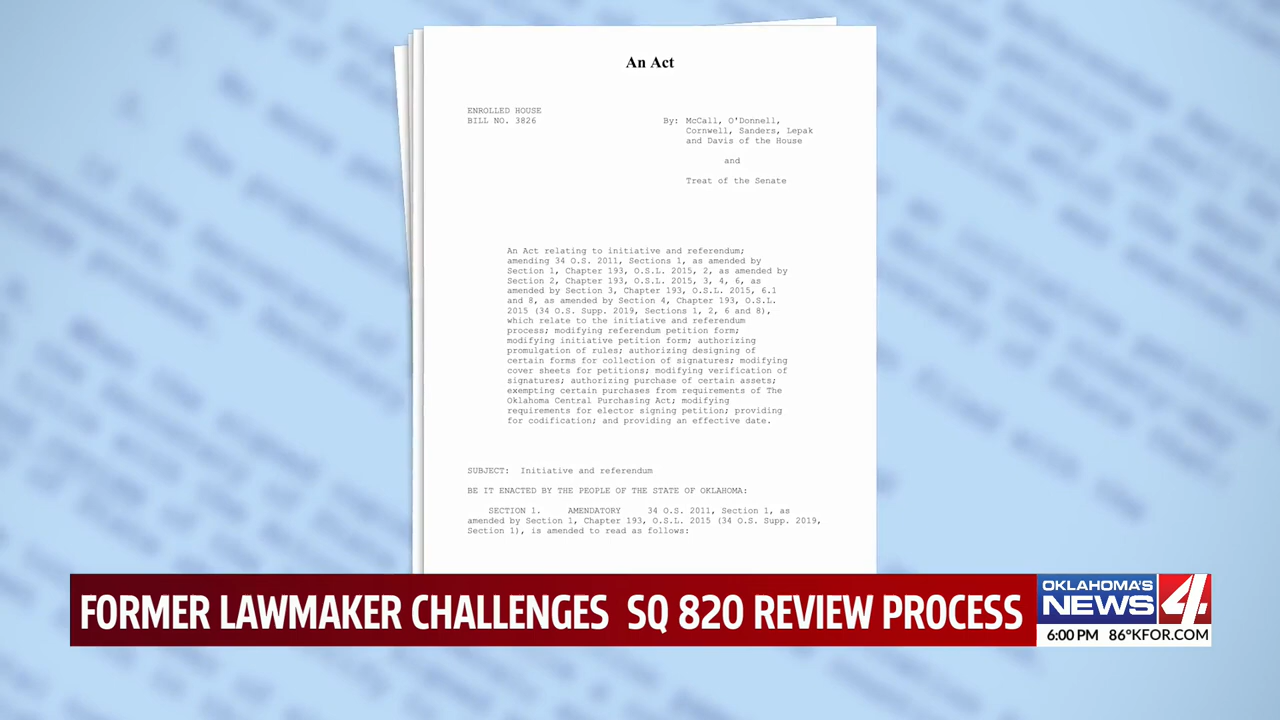 An Act
ENROLLED HOUSE
BILL NO. 3826
By: McCall, O'Donnell,
Cornwell, Sanders, Lepak
and Davis of the House
and
Treat of the Senate
An Act relating to initiative and referendum;
amending 34 O.S. 2011, Sections 1, as amended by
Section 1, Chapter 193, O.S.L. 2015, 2, as amended by
Section 2, Chapter 193, O.S.L. 2015, 3, 4, 6, as
amended by Section 3, Chapter 193, O.S.L. 2015, 6.1
and 8, as amended by Section 4, Chapter 193, O.S.L.
2015 (34 O.S. Supp. 2019, Sections 1, 2, 6 and 8),
which relate to the initiative and referendum
process; modifying referendum petition form;
modifying initiative petition form; authorizing
promulgation of rules; authorizing designing of
certain forms for collection of signatures; modifying
cover sheets for petitions; modifying verification of
signatures; authorizing purchase of certain assets;
exempting certain purchases from requirements of The
Oklahoma Central Purchasing Act; modifying
requirements for elector signing petition; providing
for codification; and providing an effective date.
SUBJECT: Initiative and referendum
BE IT ENACTED BY THE PEOPLE OF THE STATE OF OKLAHOMA:
SECTION 1. AMENDATORY 34 O.S. 2011, Section 1, as
amended by Section 1, Chapter 193, O.S.L. 2015 (34 O.S. Supp. 2019,
Section 1), is amended to read as follows:
FORMER LAWMAKER CHALLENGES SQ 820 REVIEW PROCESS
OKLAHOMA'S
NEWS 4
6:00 PM 86° KFOR.COM